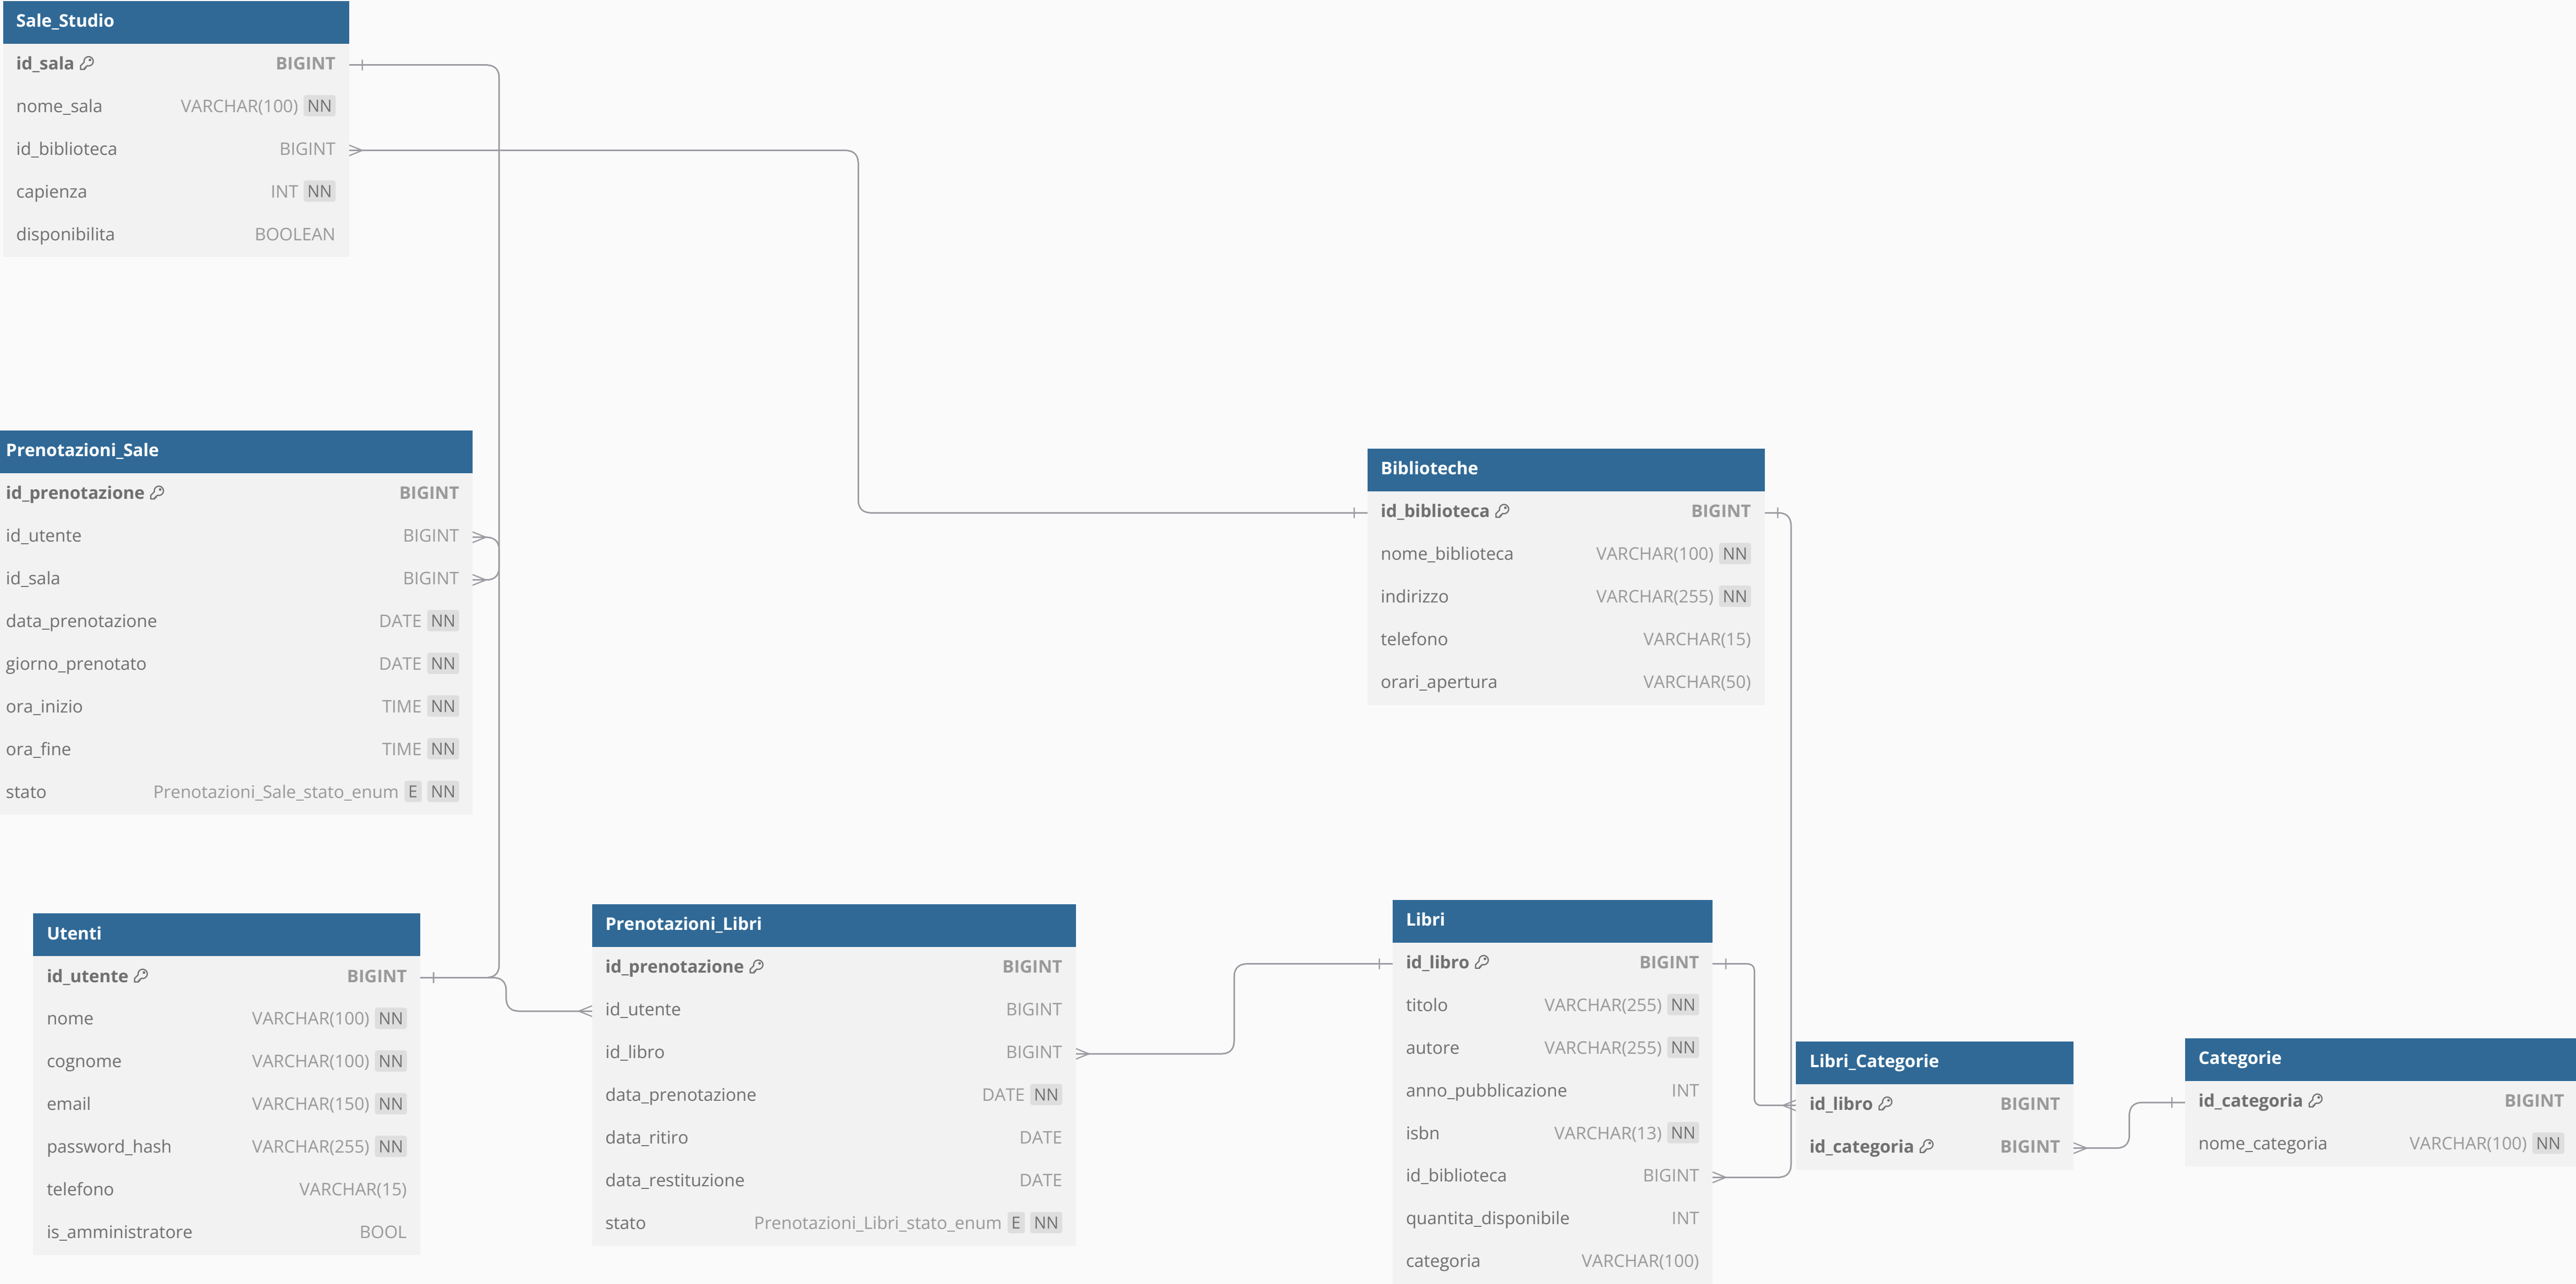 Sale_Studio
id_sala BIGINT
nome_sala VARCHAR(100) NN
id_biblioteca BIGINT
capienza INT NN
disponibilita BOOLEAN
Prenotazioni_Sale
id_prenotazione BIGINT
id_utente BIGINT
id_sala BIGINT
data_prenotazione DATE NN
giorno_prenotato DATE NN
ora_inizio TIME NN
ora_fine TIME NN
stato Prenotazioni_Sale_stato_enum E NN
Biblioteche
id_biblioteca BIGINT
nome_biblioteca VARCHAR(100) NN
indirizzo VARCHAR(255) NN
telefono VARCHAR(15)
orari_apertura VARCHAR(50)
Utenti
id_utente BIGINT
nome VARCHAR(100) NN
cognome VARCHAR(100) NN
email VARCHAR(150) NN
password_hash VARCHAR(255) NN
telefono VARCHAR(15)
is_amministratore BOOL
Prenotazioni_Libri
id_prenotazione BIGINT
id_utente BIGINT
id_libro BIGINT
data_prenotazione DATE NN
data_ritiro DATE
data_restituzione DATE
stato Prenotazioni_Libri_stato_enum E NN
Libri
id_libro BIGINT
titolo VARCHAR(255) NN
autore VARCHAR(255) NN
anno_pubblicazione INT
isbn VARCHAR(13) NN
id_biblioteca BIGINT
quantita_disponibile INT
categoria VARCHAR(100)
Libri_Categorie
id_libro BIGINT
id_categoria BIGINT
Categorie
id_categoria BIGINT
nome_categoria VARCHAR(100) NN